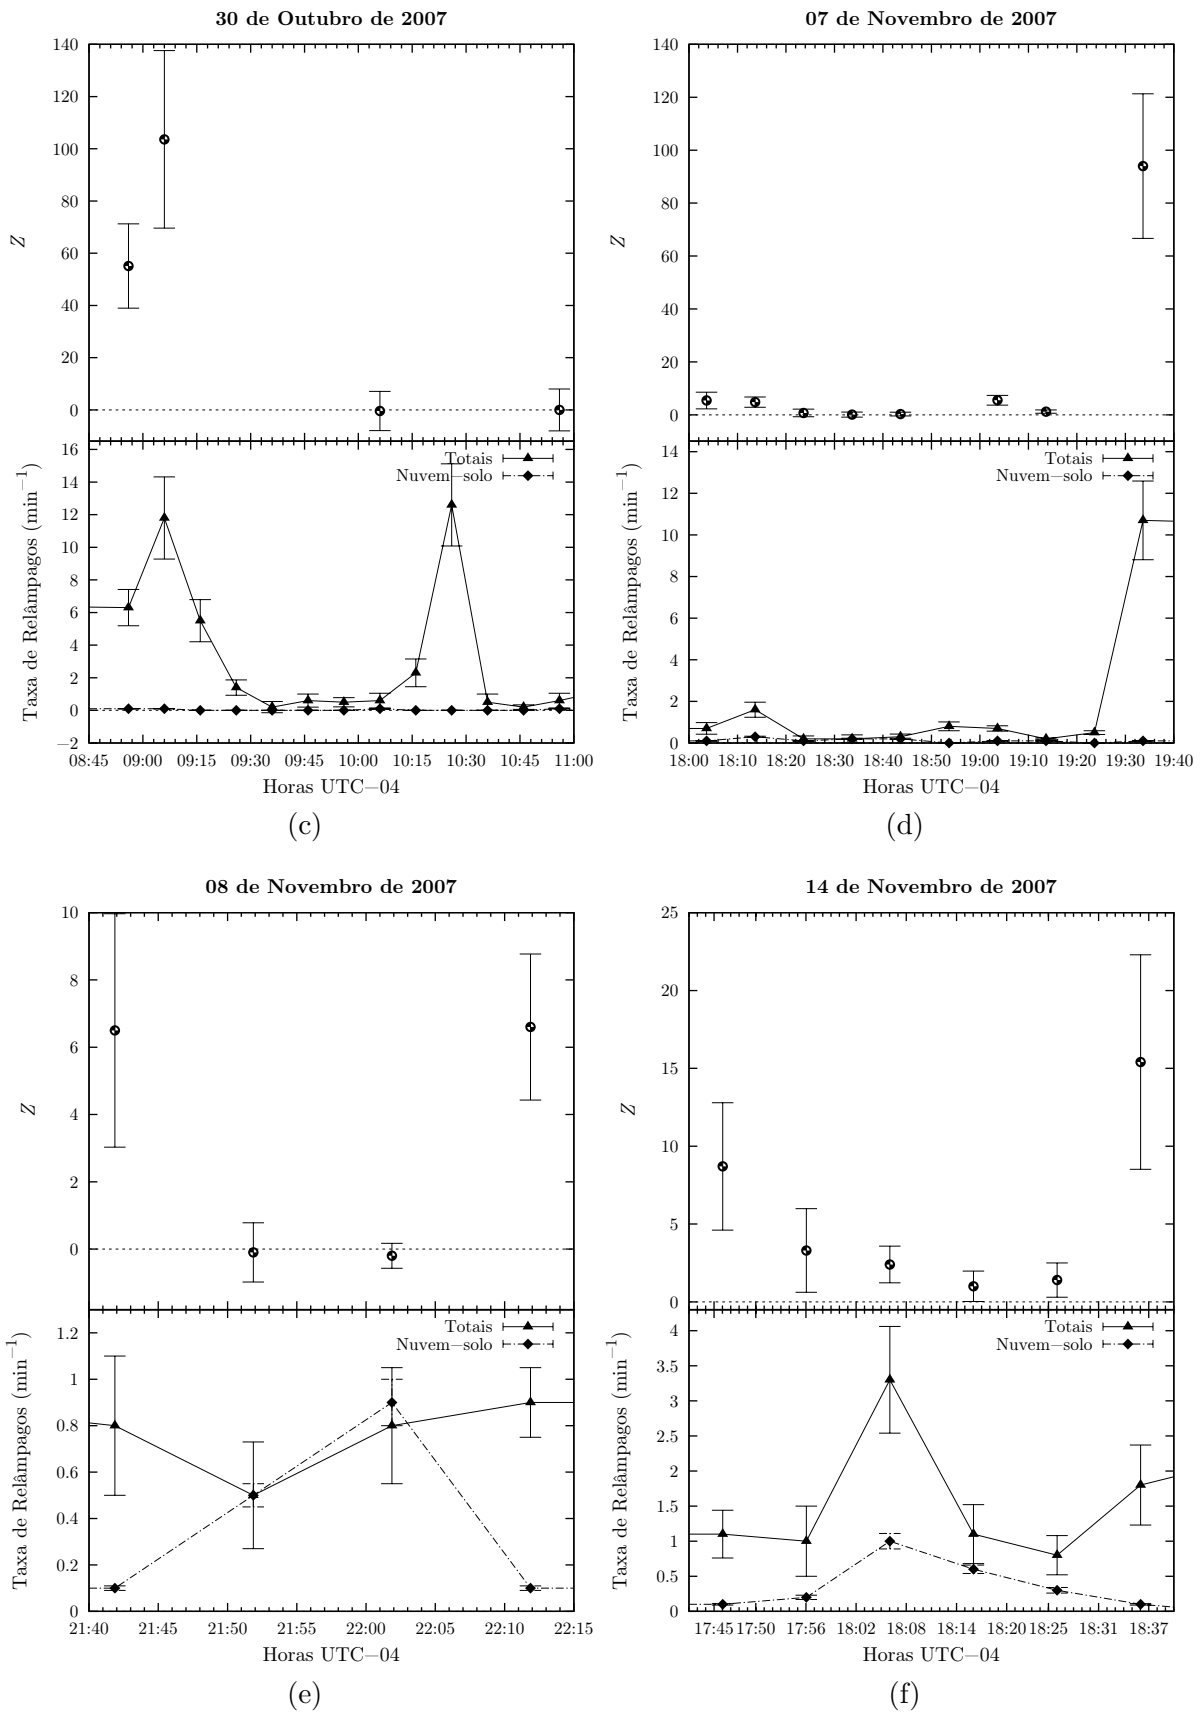 30 de Outubro de 2007
140
120
100
80
60
40
20
0
Z
16
14
12
10
8
6
4
2
0
−2
Taxa de Relâmpagos (min−1)
Totais
Nuvem−solo
08:45 09:00 09:15 09:30 09:45 10:00 10:15 10:30 10:45 11:00
Horas UTC−04
(c)
07 de Novembro de 2007
140
120
100
80
60
40
20
0
Z
14
12
10
8
6
4
2
0
Taxa de Relâmpagos (min−1)
Totais
Nuvem−solo
18:00 18:10 18:20 18:30 18:40 18:50 19:00 19:10 19:20 19:30 19:40
Horas UTC−04
(d)
08 de Novembro de 2007
10
8
6
4
2
0
Z
1.2
1
0.8
0.6
0.4
0.2
0
Taxa de Relâmpagos (min−1)
Totais
Nuvem−solo
21:40 21:45 21:50 21:55 22:00 22:05 22:10 22:15
Horas UTC−04
(e)
14 de Novembro de 2007
25
20
15
10
5
0
Z
4
3.5
3
2.5
2
1.5
1
0.5
0
Taxa de Relâmpagos (min−1)
Totais
Nuvem−solo
17:45 17:50 17:56 18:02 18:08 18:14 18:20 18:25 18:31 18:37
Horas UTC−04
(f)